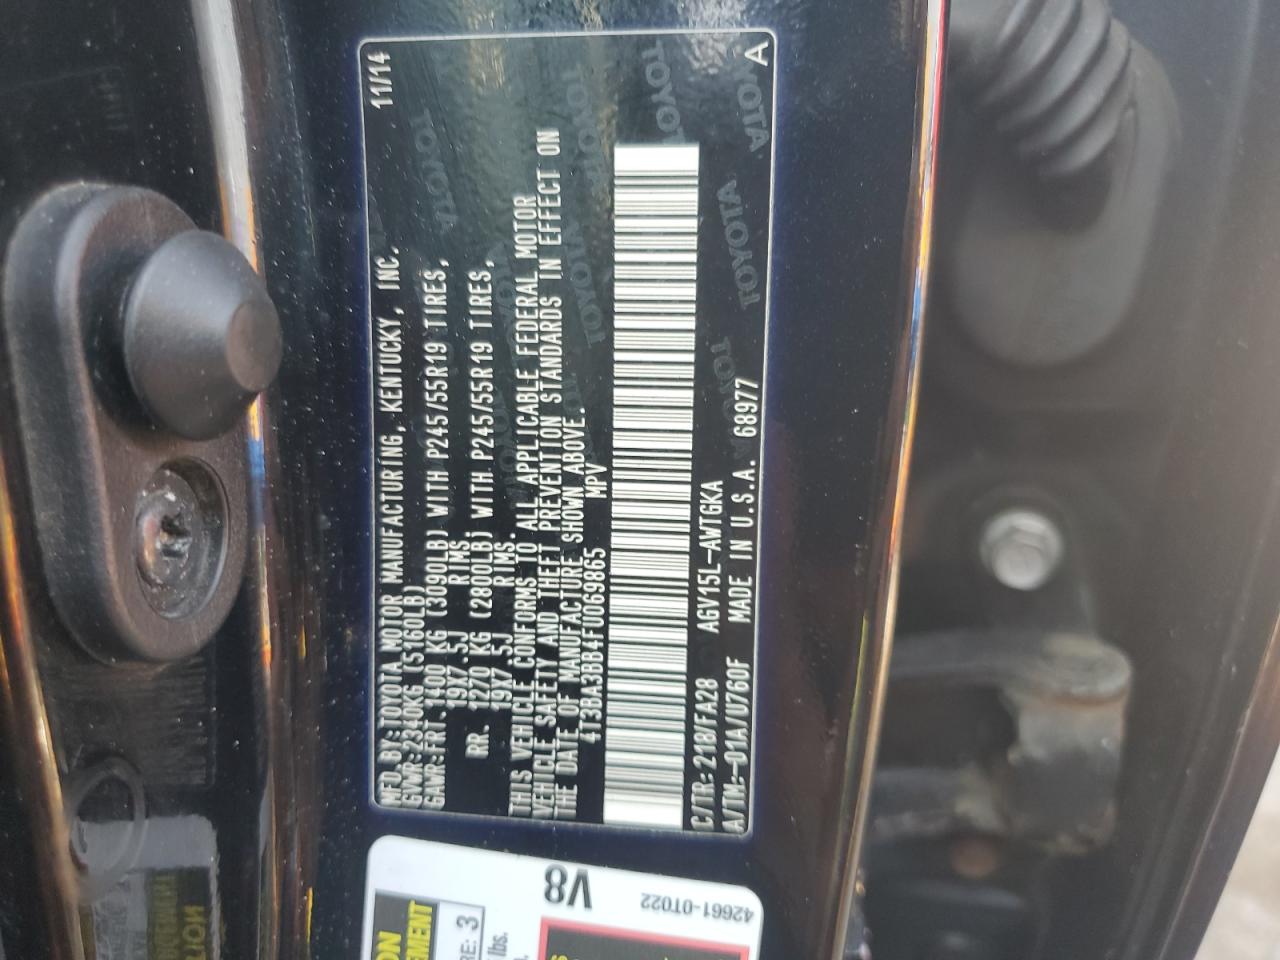 11/14
MFD.BY:TOYOTA MOTOR MANUFACTURING, KENTUCKY, INC.
GVWR:2340KG(5160LB)
GAWR:FRT.1400 KG (3090LB) WITH P245/55R19 TIRES,
19X7.5J RIMS
RR. 1270 KG (2800LB) WITH P245/55R19 TIRES,
19X7.5J RIMS.
THIS VEHICLE CONFORMS TO ALL APPLICABLE FEDERAL MOTOR
VEHICLE SAFETY AND THEFT PREVENTION STANDARDS IN EFFECT ON
THE DATE OF MANUFACTURE SHOWN ABOVE.
4T3BA3BB4FU069865 MPV
C/TR:218/FA28 AGV15L-AWTGKA
A/TM:-01A/U760F MADE IN U.S.A. 68977
A
TOYOTA
V8
42661-0T022
3
lbs.